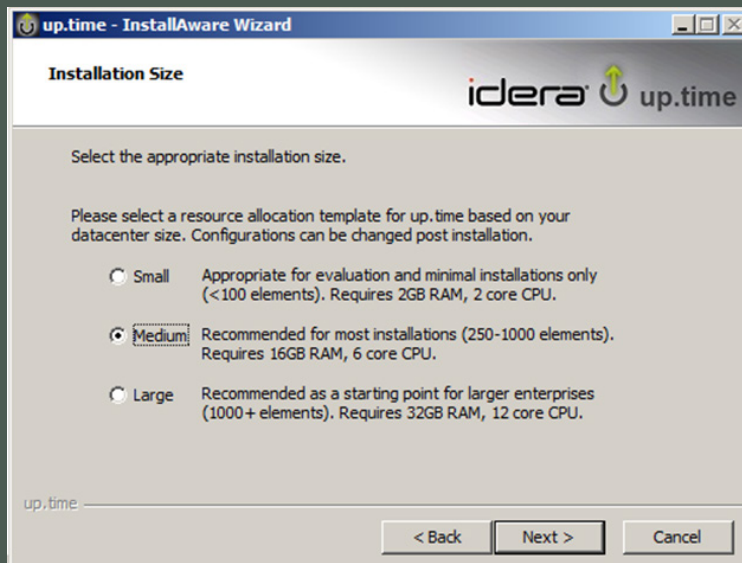 up.time - InstallAware Wizard
Installation Size
idera up.time
Select the appropriate installation size.
Please select a resource allocation template for up.time based on your
datacenter size. Configurations can be changed post installation.
Small Appropriate for evaluation and minimal installations only
(<100 elements). Requires 2GB RAM, 2 core CPU.
Medium Recommended for most installations (250-1000 elements).
Requires 16GB RAM, 6 core CPU.
Large Recommended as a starting point for larger enterprises
(1000+ elements). Requires 32GB RAM, 12 core CPU.
up.time
< Back Next > Cancel